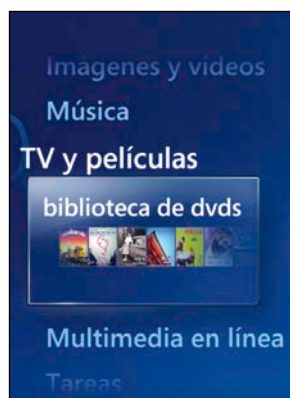 Imágenes y vídeos
Música
TV y películas
biblioteca de dvds
Multimedia en línea
Tareas